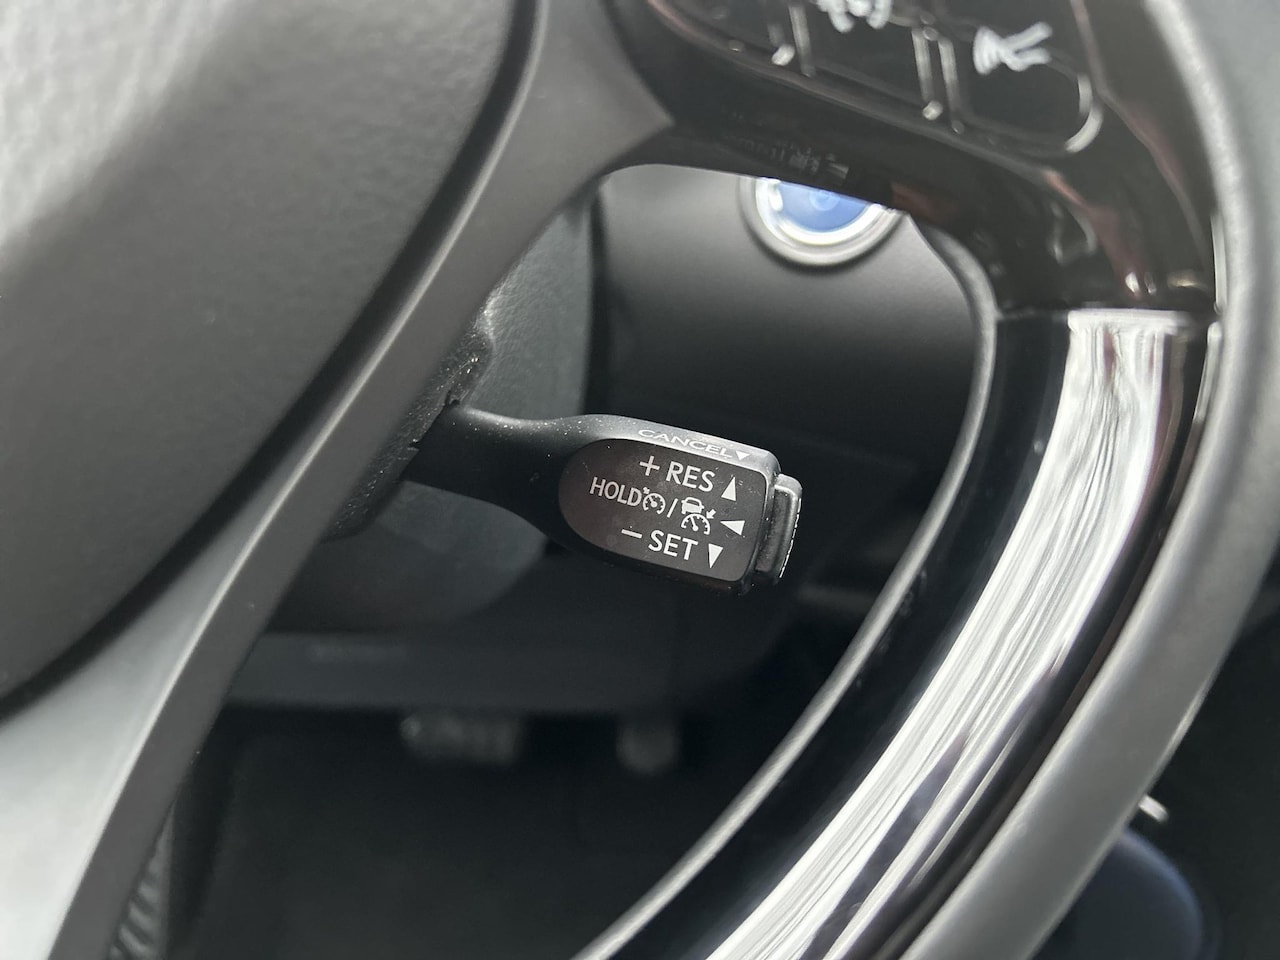 CANCEL▼
+ RES ▲
HOLD / ◀
− SET ▼